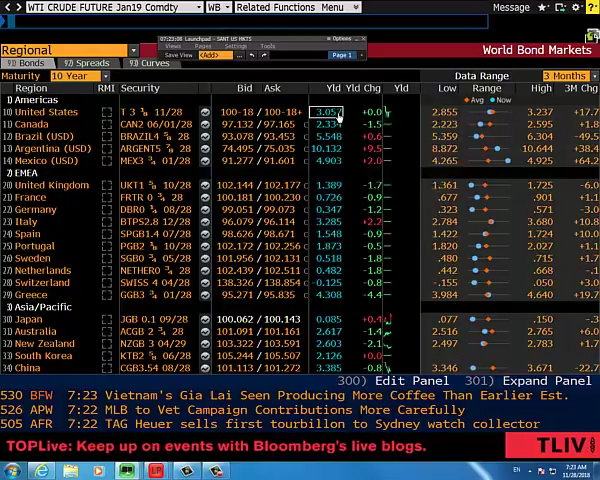 WTI CRUDE FUTURE Jan19 Comdty WB Related Functions Menu Message
07:23:08 Launchpad - SANT US MKTS Options
Views Pages Settings Tools
Save View <Add> Page 1
Regional World Bond Markets
1) Bonds 2) Spreads 3) Curves
Maturity 10 Year Data Range 3 Months
Region RMI Security Bid Ask Yld Yld Chg Yld Low Range High 3M Chg
Avg Now
1) Americas
10) United States T 3 ⅛ 11/28 100-18 / 100-18+ 3.057 +0.0 2.855 3.237 +17.7
11) Canada CAN2 06/01/28 97.132 / 97.165 2.334 -1.5 2.223 2.595 +1.8
12) Brazil (USD) BRAZIL4 ⅝ 28 93.078 / 93.453 5.548 +0.6 5.359 6.304 -49.5
13) Argentina (USD) ARGENT5 ⅞ 28 74.495 / 75.035 10.132 +9.5 8.872 10.644 +38.4
14) Mexico (USD) MEX3 ¾ 01/28 91.277 / 91.601 4.903 +2.0 4.265 4.925 +64.2
2) EMEA
20) United Kingdom UKT1 ⅝ 10/28 102.144 / 102.177 1.389 -1.7 1.361 1.725 -6.0
21) France FRTR 0 ¾ 28 100.213 / 100.238 0.726 -0.9 .677 .901 +1.1
22) Germany DBR0 ¼ 08/28 99.051 / 99.073 0.347 -1.2 .323 .571 -3.0
23) Italy BTPS2.8 12/28 96.079 / 96.114 3.285 +2.2 2.784 3.680 +10.8
24) Spain SPGB1.4 07/28 98.626 / 98.671 1.548 -0.9 1.422 1.724 +10.0
25) Portugal PGB2 ⅛ 10/28 102.172 / 102.256 1.873 -0.5 1.820 2.027 +1.1
26) Sweden SGB0 ¾ 05/28 101.956 / 102.031 0.518 -1.8 .480 .715 +1.2
27) Netherlands NETHER0 ¾ 28 102.439 / 102.511 0.482 -1.0 .442 .668 -.1
28) Switzerland SWISS 4 04/28 138.326 / 138.854 -0.125 -0.8 -.155 .050 +3.0
29) Greece GGB3 ¾ 01/28 95.271 / 95.835 4.308 -4.4 3.984 4.640 +19.7
3) Asia/Pacific
30) Japan JGB 0.1 09/28 100.062 / 100.143 0.085 +0.4 .077 .150 -.3
31) Australia ACGB 2 ¾ 28 101.091 / 101.161 2.617 -1.4 2.516 2.765 +6.0
32) New Zealand NZGB 3 04/29 103.322 / 103.591 2.603 -2.1 2.487 2.793 +1.1
33) South Korea KTB2 ⅜ 06/28 105.244 / 105.507 2.126 +0.0
34) China CGB3.54 08/28 101.113 / 101.272 3.385 3.346 3.671 -22.7
300) Edit Panel 301) Expand Panel
530 BFW 7:23 Vietnam's Gia Lai Seen Producing More Coffee Than Earlier Est.
526 APW 7:22 MLB to Vet Campaign Contributions More Carefully
505 AFR 7:22 TAG Heuer sells first tourbillon to Sydney watch collector
TOPLive: Keep up on events with Bloomberg's live blogs. TLIV
EN 7:23 AM
11/28/2018